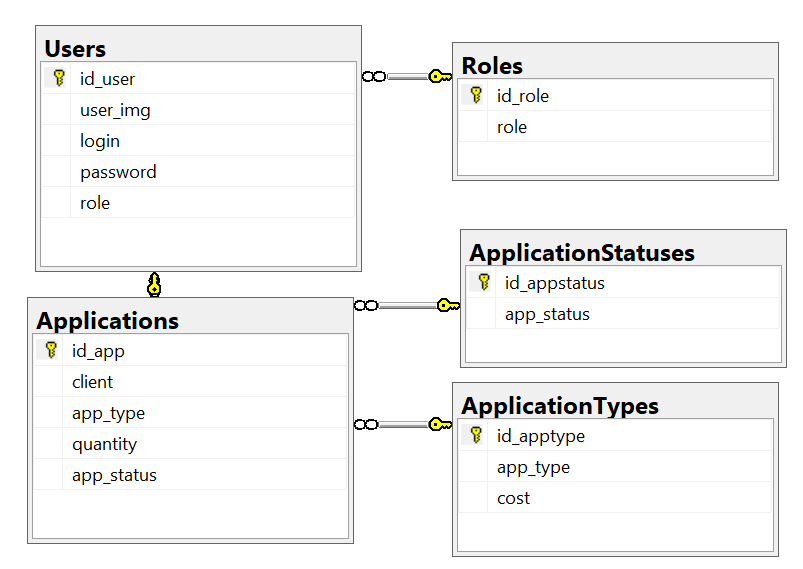 Users
id_user
user_img
login
password
role
Roles
id_role
role
ApplicationStatuses
id_appstatus
app_status
Applications
id_app
client
app_type
quantity
app_status
ApplicationTypes
id_apptype
app_type
cost